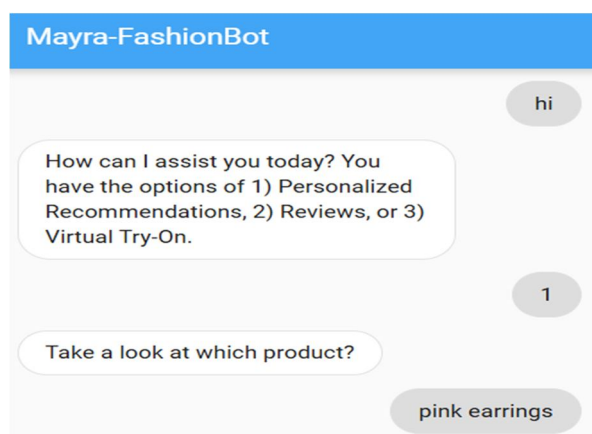 Mayra-FashionBot
hi
How can I assist you today? You
have the options of 1) Personalized
Recommendations, 2) Reviews, or 3)
Virtual Try-On.
1
Take a look at which product?
pink earrings